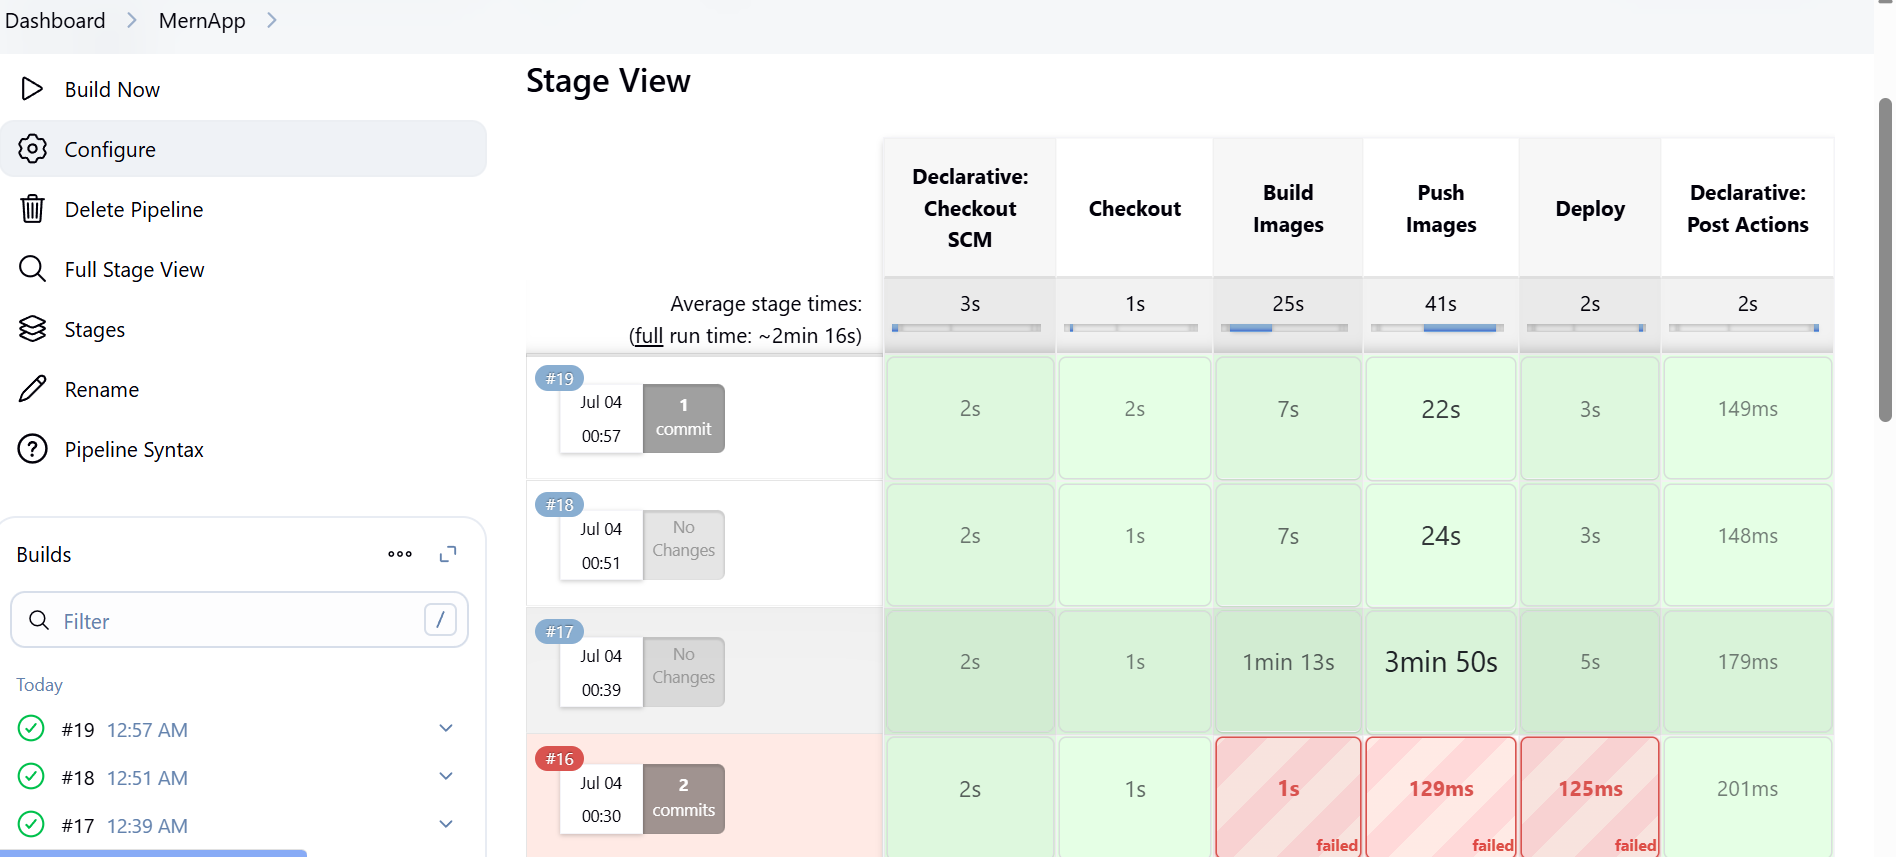 Dashboard
MernApp
Build Now
Configure
Delete Pipeline
Full Stage View
Stages
Rename
Pipeline Syntax
Builds
Filter
/
Today
#19 12:57 AM
#18 12:51 AM
#17 12:39 AM
Stage View
Declarative:
Checkout
SCM
Checkout
Build
Images
Push
Images
Deploy
Declarative:
Post Actions
Average stage times:
(full run time: ~2min 16s)
3s
1s
25s
41s
2s
2s
#19
Jul 04
00:57
1
commit
2s
2s
7s
22s
3s
149ms
#18
Jul 04
00:51
No
Changes
2s
1s
7s
24s
3s
148ms
#17
Jul 04
00:39
No
Changes
2s
1s
1min 13s
3min 50s
5s
179ms
#16
Jul 04
00:30
2
commits
2s
1s
1s
failed
129ms
failed
125ms
failed
201ms